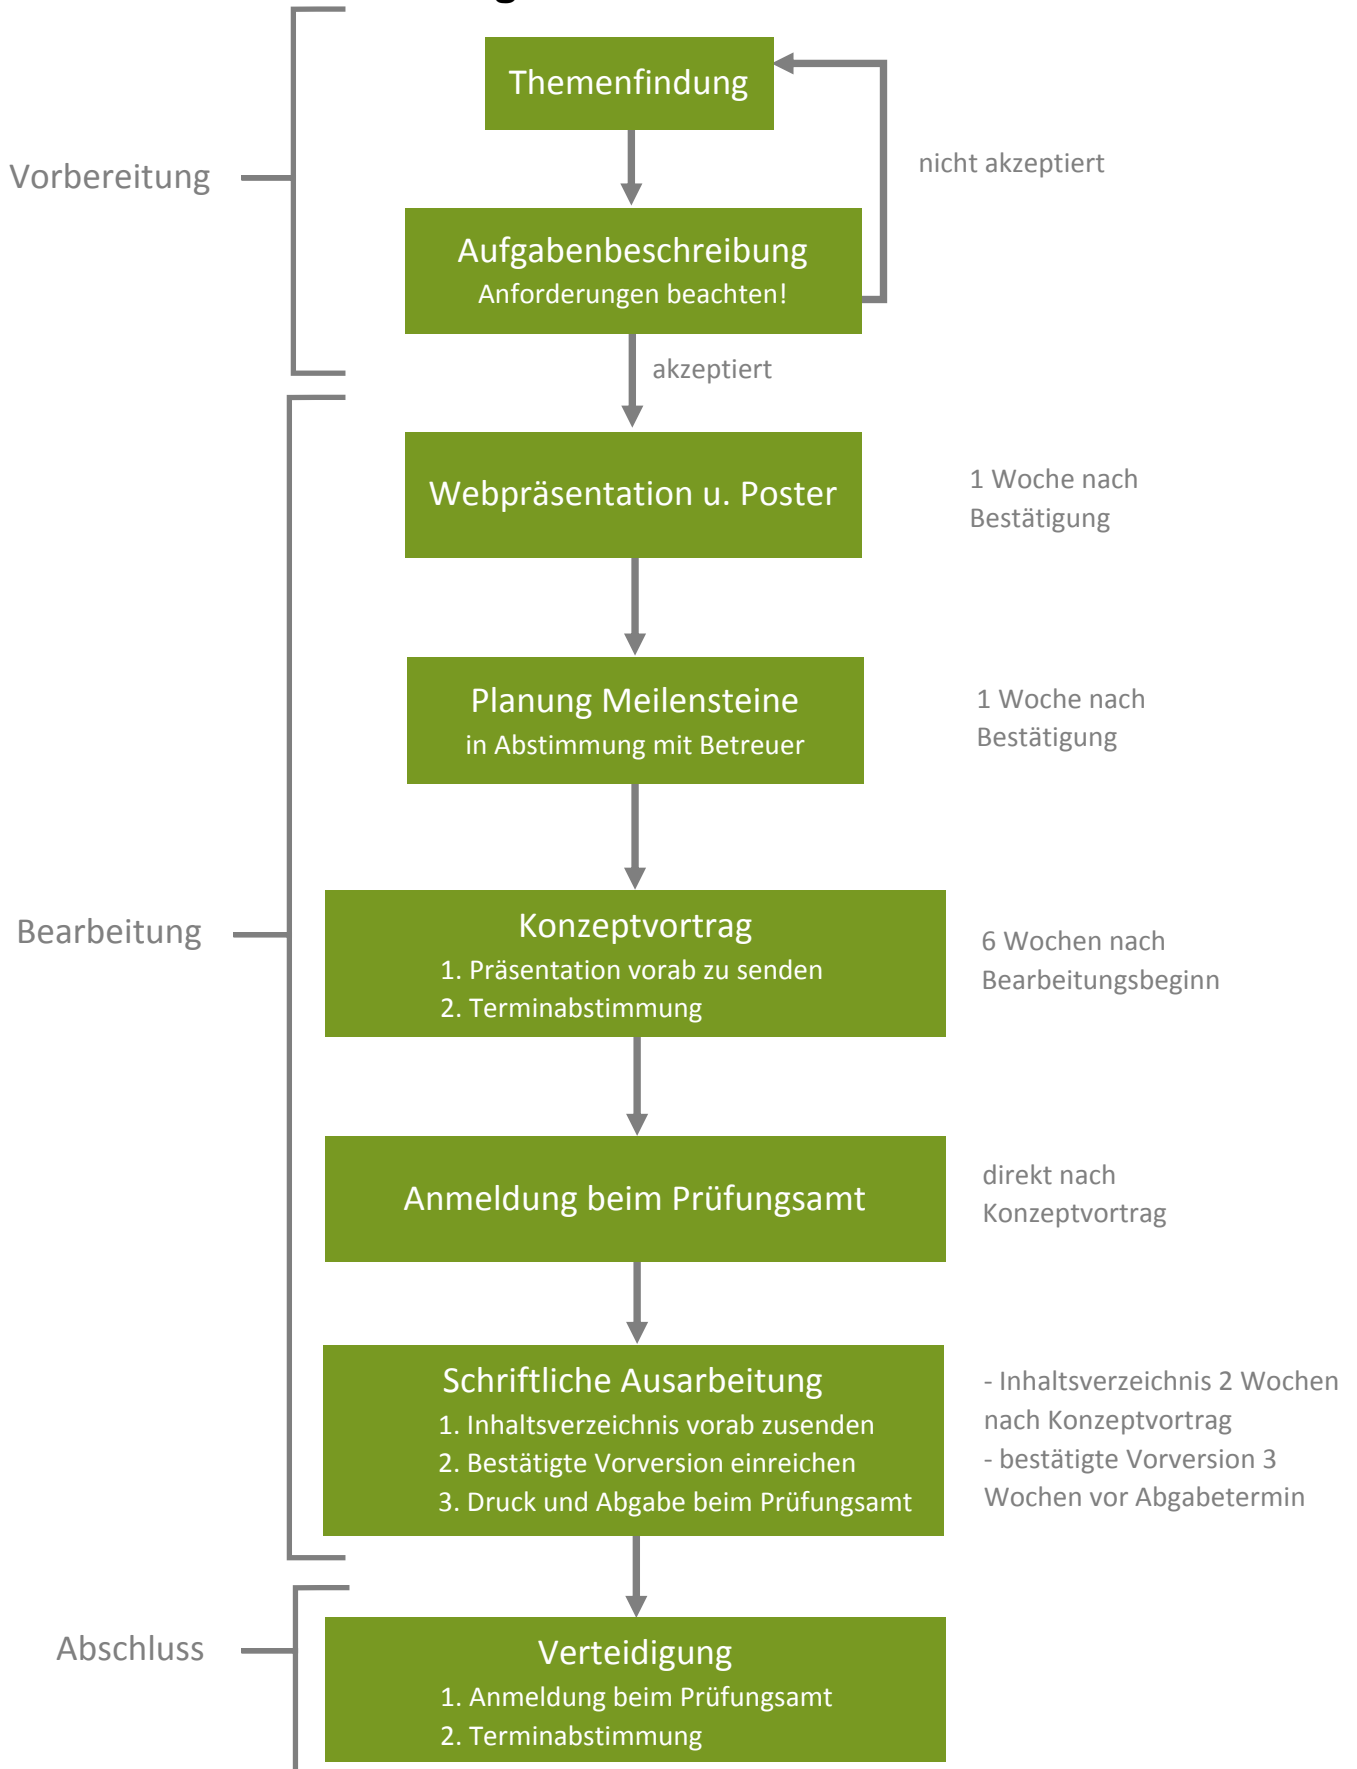 Themenfindung
nicht akzeptiert
Vorbereitung
Aufgabenbeschreibung
Anforderungen beachten!
akzeptiert
Webpräsentation u. Poster
1 Woche nach
Bestätigung
Planung Meilensteine
in Abstimmung mit Betreuer
1 Woche nach
Bestätigung
Bearbeitung
Konzeptvortrag
1. Präsentation vorab zu senden
2. Terminabstimmung
6 Wochen nach
Bearbeitungsbeginn
Anmeldung beim Prüfungsamt
direkt nach
Konzeptvortrag
Schriftliche Ausarbeitung
1. Inhaltsverzeichnis vorab zusenden
2. Bestätigte Vorversion einreichen
3. Druck und Abgabe beim Prüfungsamt
- Inhaltsverzeichnis 2 Wochen
nach Konzeptvortrag
- bestätigte Vorversion 3
Wochen vor Abgabetermin
Abschluss
Verteidigung
1. Anmeldung beim Prüfungsamt
2. Terminabstimmung